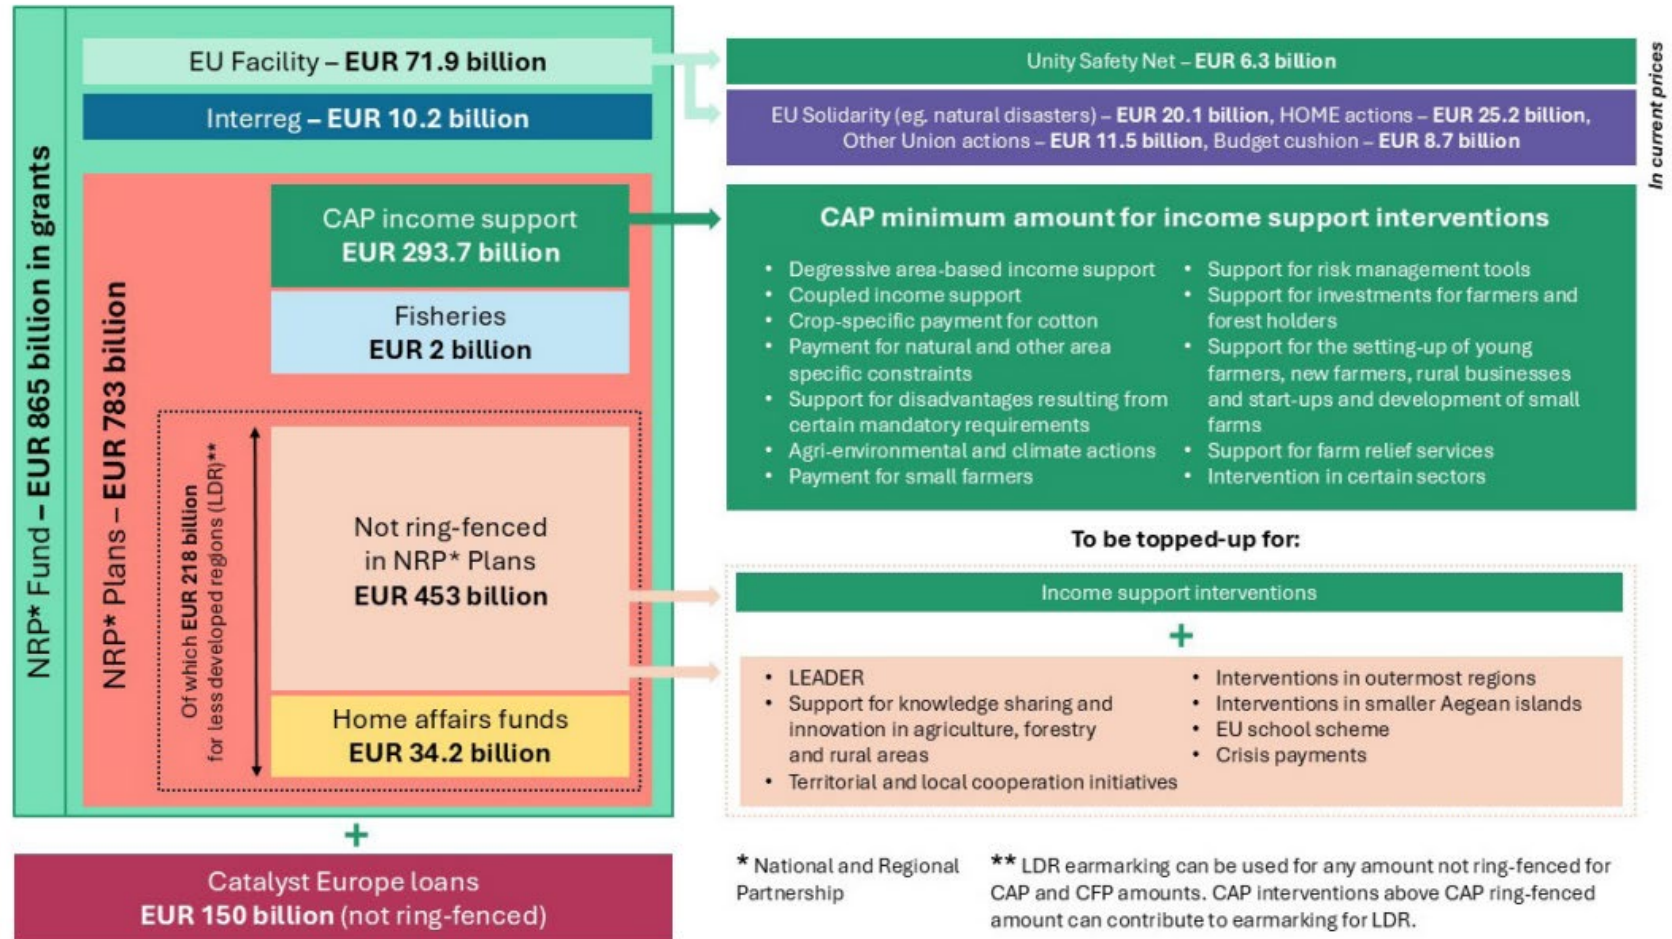 NRP* Fund – EUR 865 billion in grants
EU Facility – EUR 71.9 billion
Interreg – EUR 10.2 billion
NRP* Plans – EUR 783 billion
CAP income support
EUR 293.7 billion
Fisheries
EUR 2 billion
Of which EUR 218 billion
for less developed regions (LDR)**
Not ring-fenced
in NRP* Plans
EUR 453 billion
Home affairs funds
EUR 34.2 billion
+
Catalyst Europe loans
EUR 150 billion (not ring-fenced)
Unity Safety Net – EUR 6.3 billion
EU Solidarity (eg. natural disasters) – EUR 20.1 billion, HOME actions – EUR 25.2 billion,
Other Union actions – EUR 11.5 billion, Budget cushion – EUR 8.7 billion
In current prices
CAP minimum amount for income support interventions
• Degressive area-based income support
• Coupled income support
• Crop-specific payment for cotton
• Payment for natural and other area
specific constraints
• Support for disadvantages resulting from
certain mandatory requirements
• Agri-environmental and climate actions
• Payment for small farmers
• Support for risk management tools
• Support for investments for farmers and
forest holders
• Support for the setting-up of young
farmers, new farmers, rural businesses
and start-ups and development of small
farms
• Support for farm relief services
• Intervention in certain sectors
To be topped-up for:
Income support interventions
+
• LEADER
• Support for knowledge sharing and
innovation in agriculture, forestry
and rural areas
• Territorial and local cooperation initiatives
• Interventions in outermost regions
• Interventions in smaller Aegean islands
• EU school scheme
• Crisis payments
* National and Regional
Partnership
** LDR earmarking can be used for any amount not ring-fenced for
CAP and CFP amounts. CAP interventions above CAP ring-fenced
amount can contribute to earmarking for LDR.